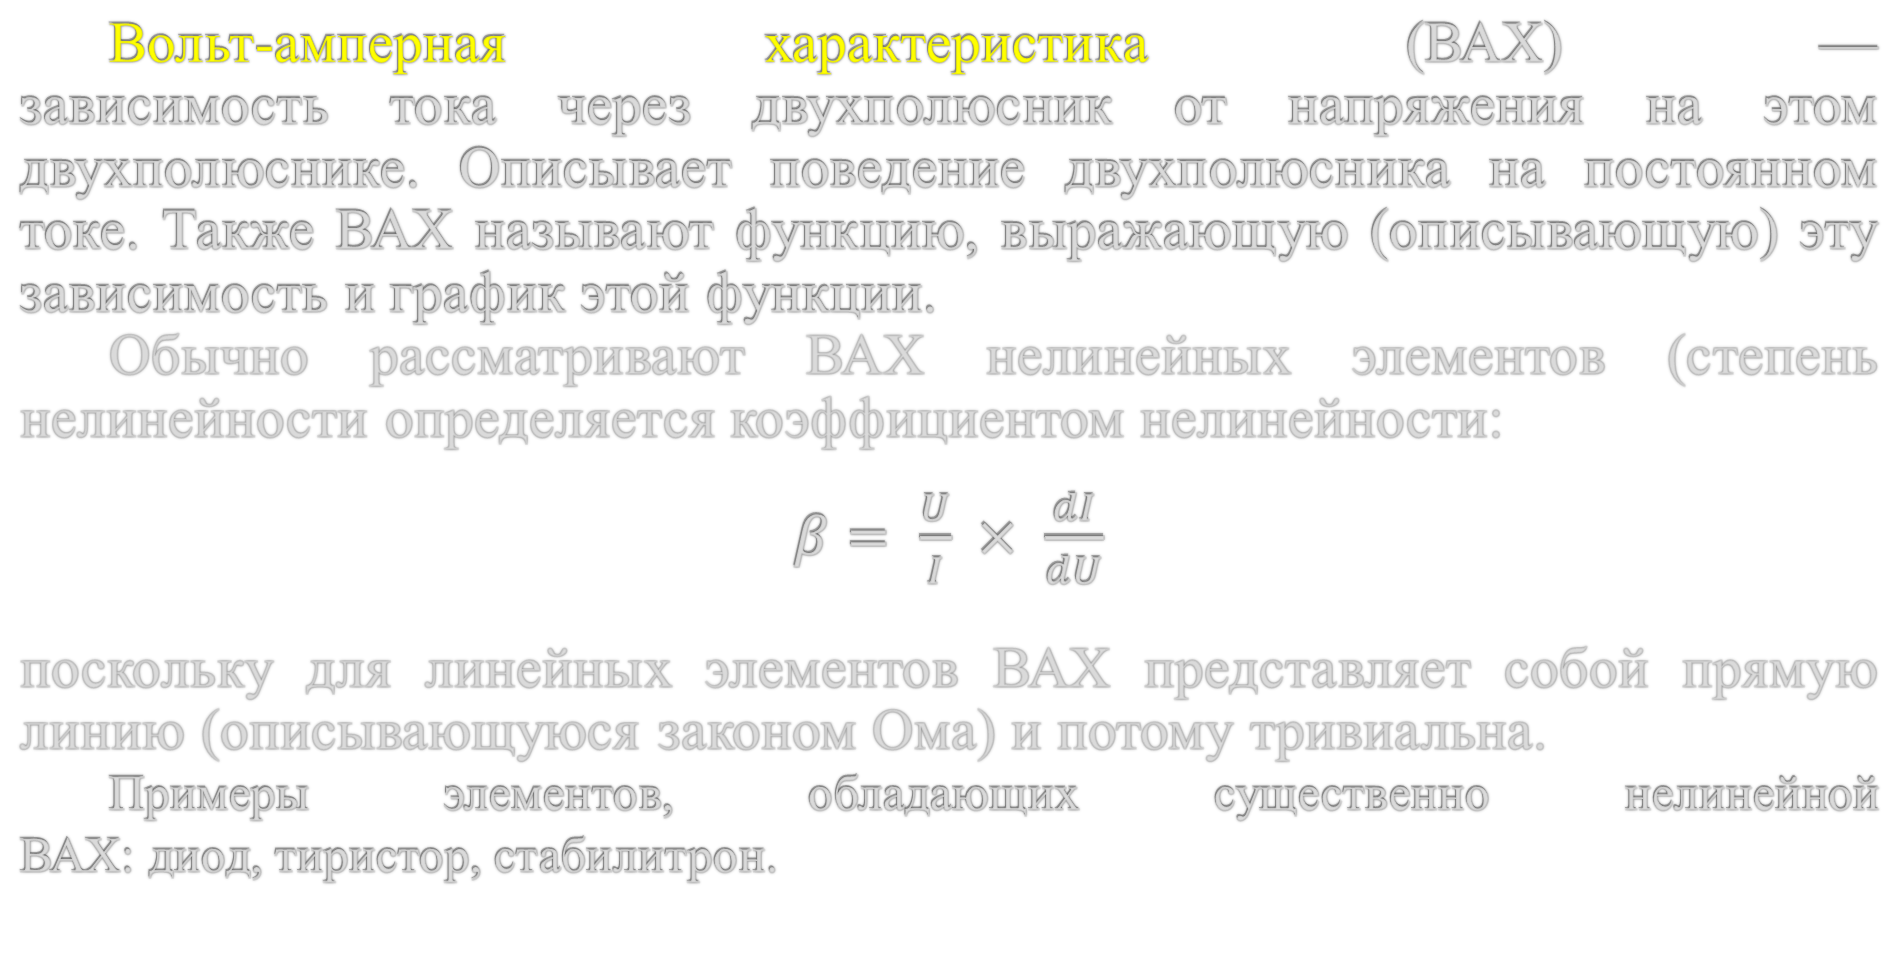 Вольт-амперная характеристика (ВАХ) —
зависимость тока через двухполюсник от напряжения на этом
двухполюснике. Описывает поведение двухполюсника на постоянном
токе. Также ВАХ называют функцию, выражающую (описывающую) эту
зависимость и график этой функции.
Обычно рассматривают ВАХ нелинейных элементов (степень
нелинейности определяется коэффициентом нелинейности:
β = U/I × dI/dU
поскольку для линейных элементов ВАХ представляет собой прямую
линию (описывающуюся законом Ома) и потому тривиальна.
Примеры элементов, обладающих существенно нелинейной
ВАХ: диод, тиристор, стабилитрон.